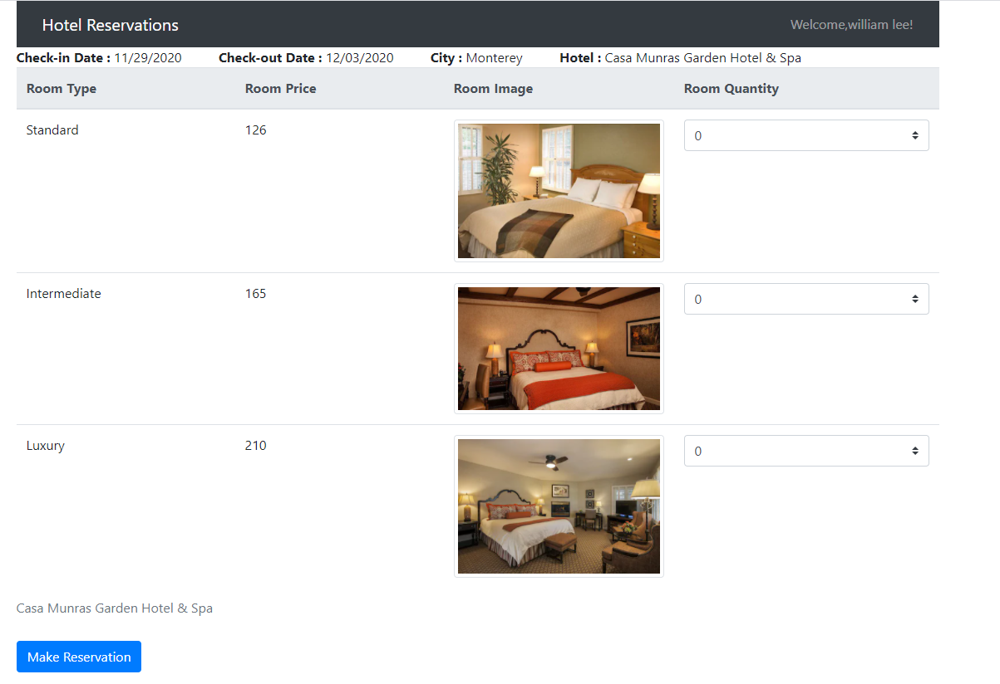 Hotel Reservations Welcome,william lee!
Check-in Date : 11/29/2020 Check-out Date : 12/03/2020 City : Monterey Hotel : Casa Munras Garden Hotel & Spa
Room Type Room Price Room Image Room Quantity
Standard 126 0
Intermediate 165 0
Luxury 210 0
Casa Munras Garden Hotel & Spa
Make Reservation